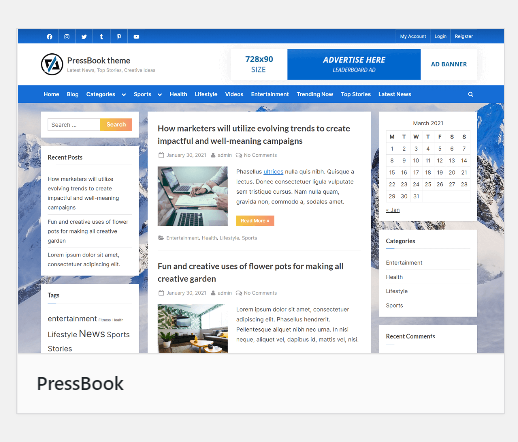 My Account Login Reigster
PressBook theme
Latest News, Top Stories, Creative Ideas
728x90
SIZE
ADVERTISE HERE
LEADERBOARD AD
AD BANNER
Home Blog Categories Sports Health Lifestyle Videos Entertainment Trending Now Top Stories Latest News
Search ...
Search
Recent Posts
How marketers will utilize
evolving trends to create
impactful and well-meaning
campaigns
Fun and creative uses of flower
pots for making all creative
garden
Lorem ipsum dolor sit amet,
consectetuer adipiscing elit.
Tags
entertainment Fitness Health
Lifestyle News Sports
Stories
How marketers will utilize evolving trends to create
impactful and well-meaning campaigns
January 30, 2021 admin No Comments
Phasellus ultrices nulla quis nibh. Quisque a
lectus. Donec consectetuer ligula vulputate
sem tristique cursus. Nam nulla quam,
gravida non, commodo a, sodales amet.
Read More »
Entertainment, Health, Lifestyle, Sports
Fun and creative uses of flower pots for making all
creative garden
January 30, 2021 admin No Comments
Lorem ipsum dolor sit amet, consectetuer
adipiscing elit. Phasellus hendrerit.
Pellentesque aliquet nibh nec urna. In nisl
neque, aliquet vel, dapibus id, mattis vel, nisi.
March 2021
M T W T F S S
1 2 3 4 5 6 7
8 9 10 11 12 13 14
15 16 17 18 19 20 21
22 23 24 25 26 27 28
29 30 31
« Jan
Categories
Entertainment
Health
Lifestyle
Sports
Recent Comments
PressBook